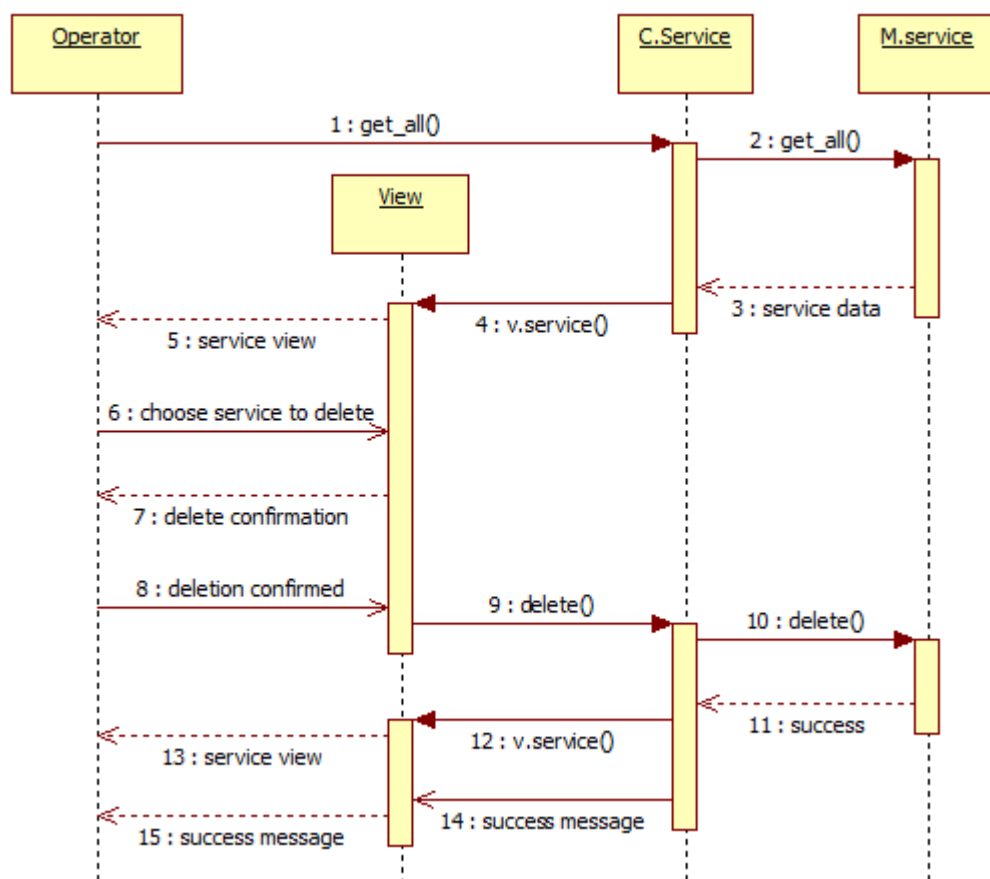 Operator
C.Service
M.service
1 : get_all()
2 : get_all()
View
3 : service data
4 : v.service()
5 : service view
6 : choose service to delete
7 : delete confirmation
8 : deletion confirmed
9 : delete()
10 : delete()
11 : success
12 : v.service()
13 : service view
14 : success message
15 : success message